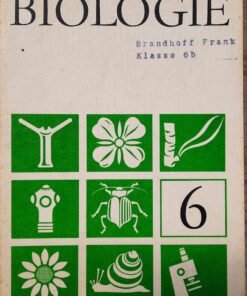 BIOLOGIE
Brandhoff Frank
Klasse 6b
6